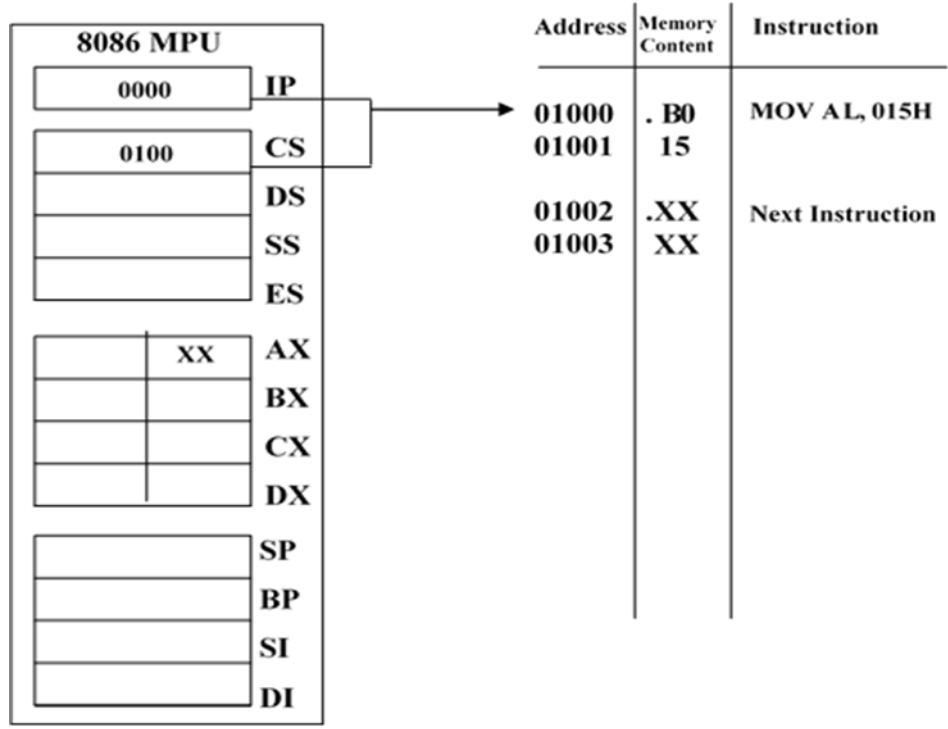 8086 MPU
0000 IP
0100 CS
DS
SS
ES
XX AX
BX
CX
DX
SP
BP
SI
DI
Address Memory Content Instruction
01000 . B0 MOV AL, 015H
01001 15
01002 .XX Next Instruction
01003 XX